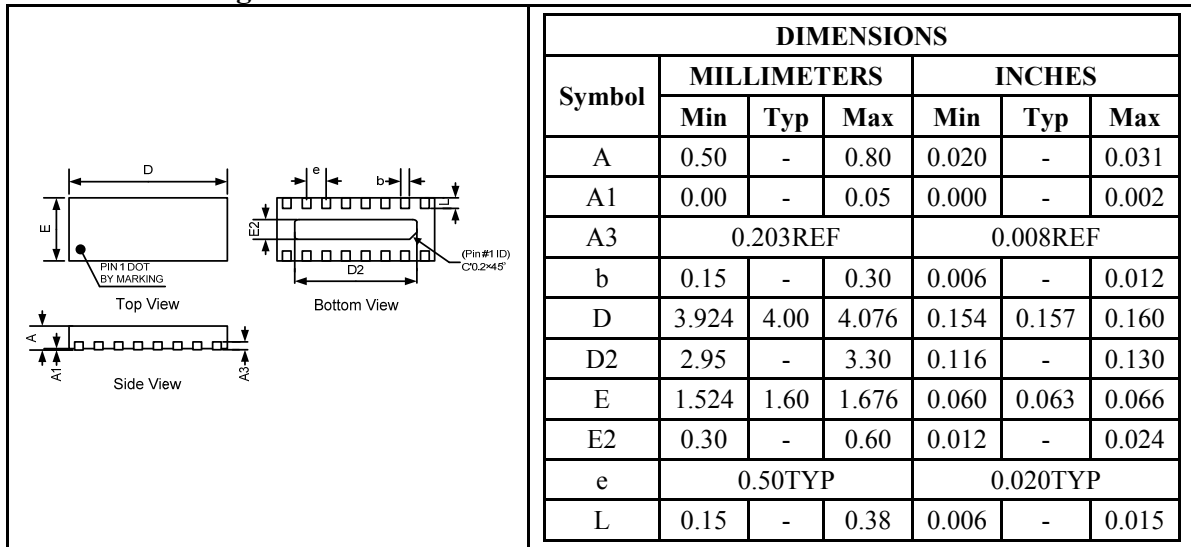 D
E
PIN 1 DOT
BY MARKING
Top View
e
b
L
E2
D2
(Pin#1 ID)
C'0.2×45°
Bottom View
A
A1
A3
Side View
DIMENSIONS
Symbol MILLIMETERS INCHES
Min Typ Max Min Typ Max
A 0.50 - 0.80 0.020 - 0.031
A1 0.00 - 0.05 0.000 - 0.002
A3 0.203REF 0.008REF
b 0.15 - 0.30 0.006 - 0.012
D 3.924 4.00 4.076 0.154 0.157 0.160
D2 2.95 - 3.30 0.116 - 0.130
E 1.524 1.60 1.676 0.060 0.063 0.066
E2 0.30 - 0.60 0.012 - 0.024
e 0.50TYP 0.020TYP
L 0.15 - 0.38 0.006 - 0.015